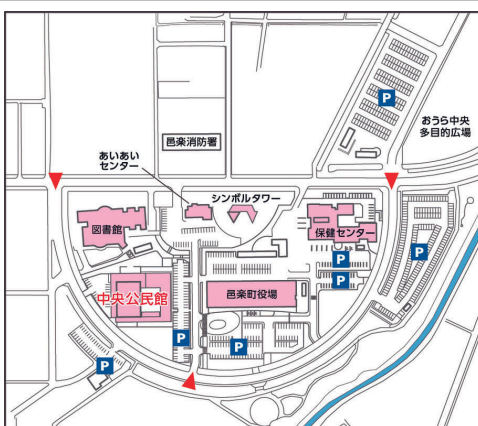 P
おうら中央
多目的広場
邑楽消防署
あいあい
センター
シンボルタワー
図書館
保健センター
P
P
P
中央公民館
邑楽町役場
P
P
P